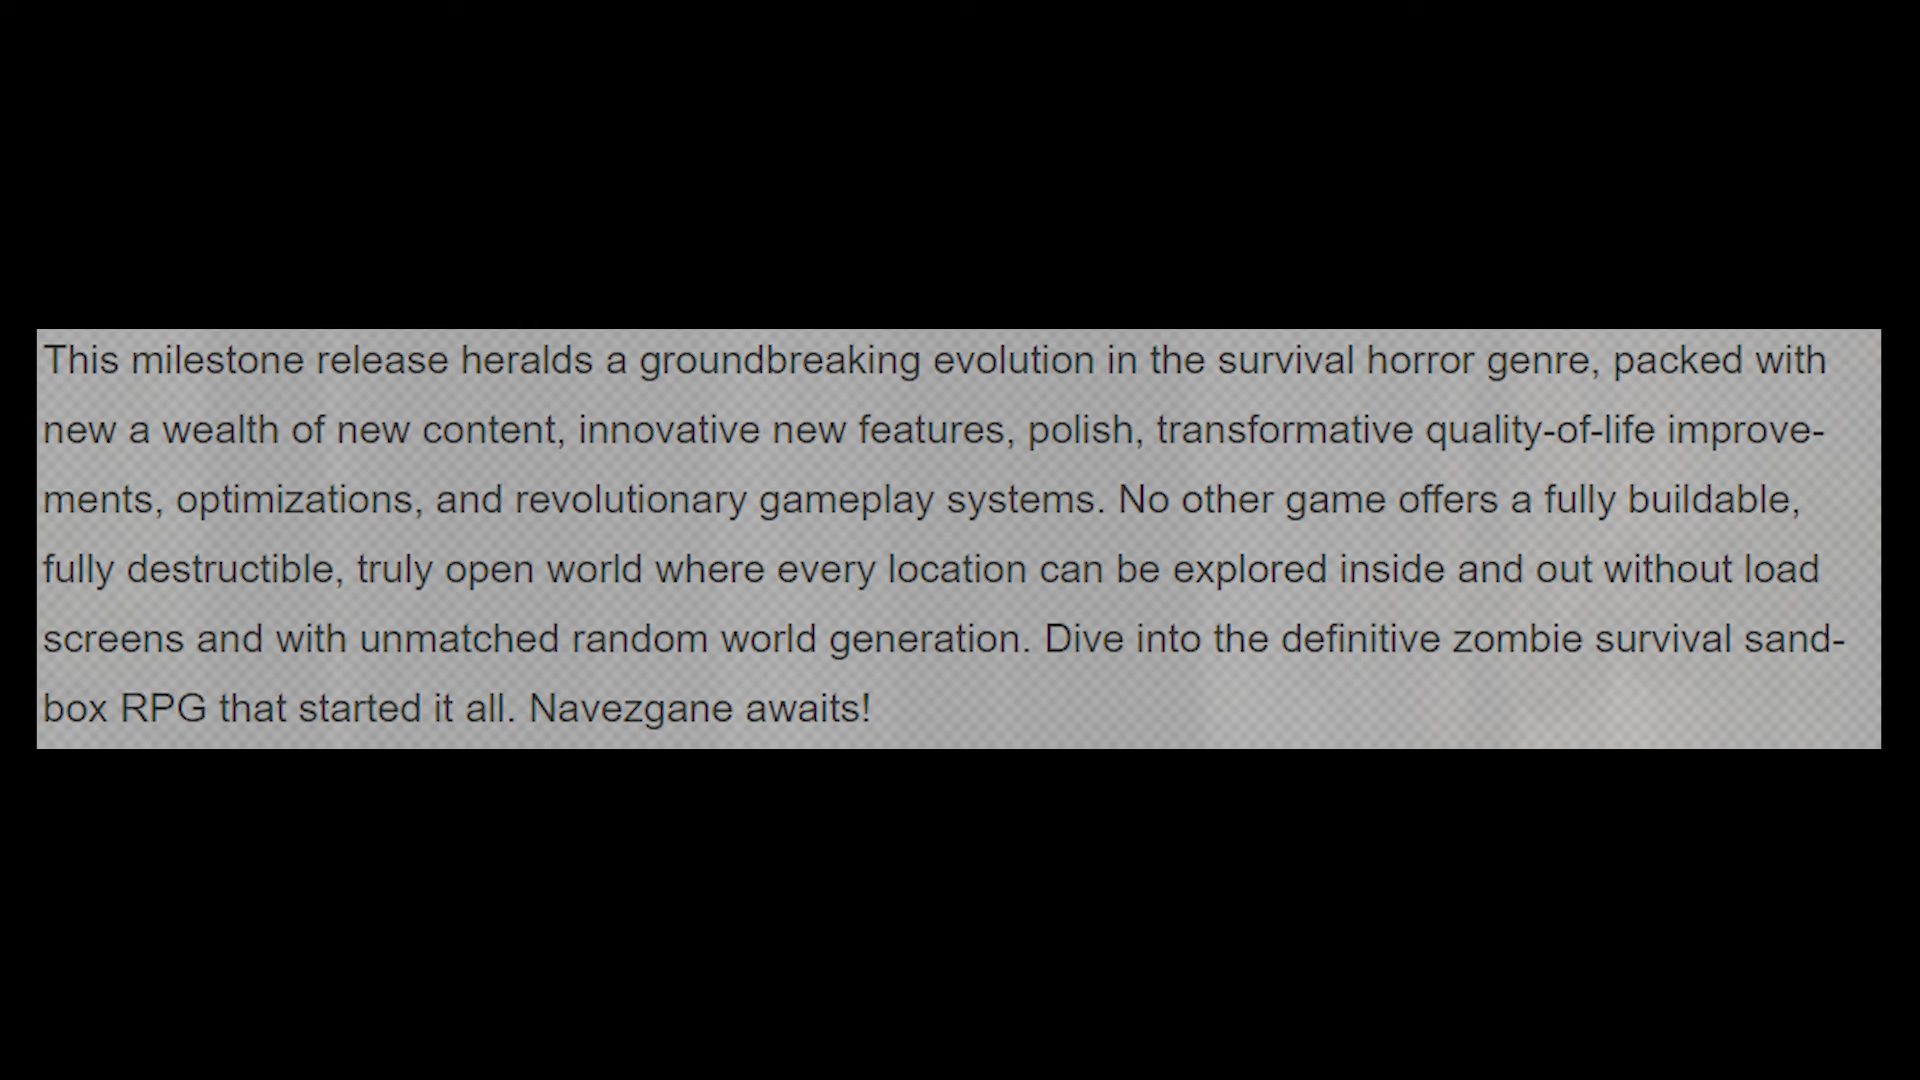 This milestone release heralds a groundbreaking evolution in the survival horror genre, packed with
new a wealth of new content, innovative new features, polish, transformative quality-of-life improve-
ments, optimizations, and revolutionary gameplay systems. No other game offers a fully buildable,
fully destructible, truly open world where every location can be explored inside and out without load
screens and with unmatched random world generation. Dive into the definitive zombie survival sand-
box RPG that started it all. Navezgane awaits!